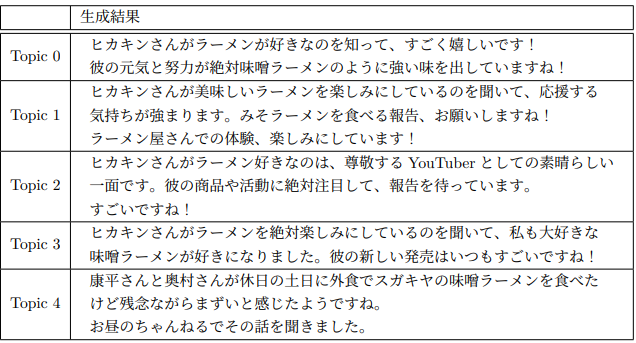 生成結果
Topic 0
ヒカキンさんがラーメンが好きなのを知って、すごく嬉しいです！
彼の元気と努力が絶対味噌ラーメンのように強い味を出していますね！
Topic 1
ヒカキンさんが美味しいラーメンを楽しみにしているのを聞いて、応援する
気持ちが強まります。みそラーメンを食べる報告、お願いしますね！
ラーメン屋さんでの体験、楽しみにしています！
Topic 2
ヒカキンさんがラーメン好きなのは、尊敬する YouTuber としての素晴らしい
一面です。彼の商品や活動に絶対注目して、報告を待っています。
すごいですね！
Topic 3
ヒカキンさんがラーメンを絶対楽しみにしているのを聞いて、私も大好きな
味噌ラーメンが好きになりました。彼の新しい発売はいつもすごいですね！
Topic 4
康平さんと奥村さんが休日の土日に外食でスガキヤの味噌ラーメンを食べた
けど残念ながらまずいと感じたようですね。
お昼のちゃんねるでその話を聞きました。